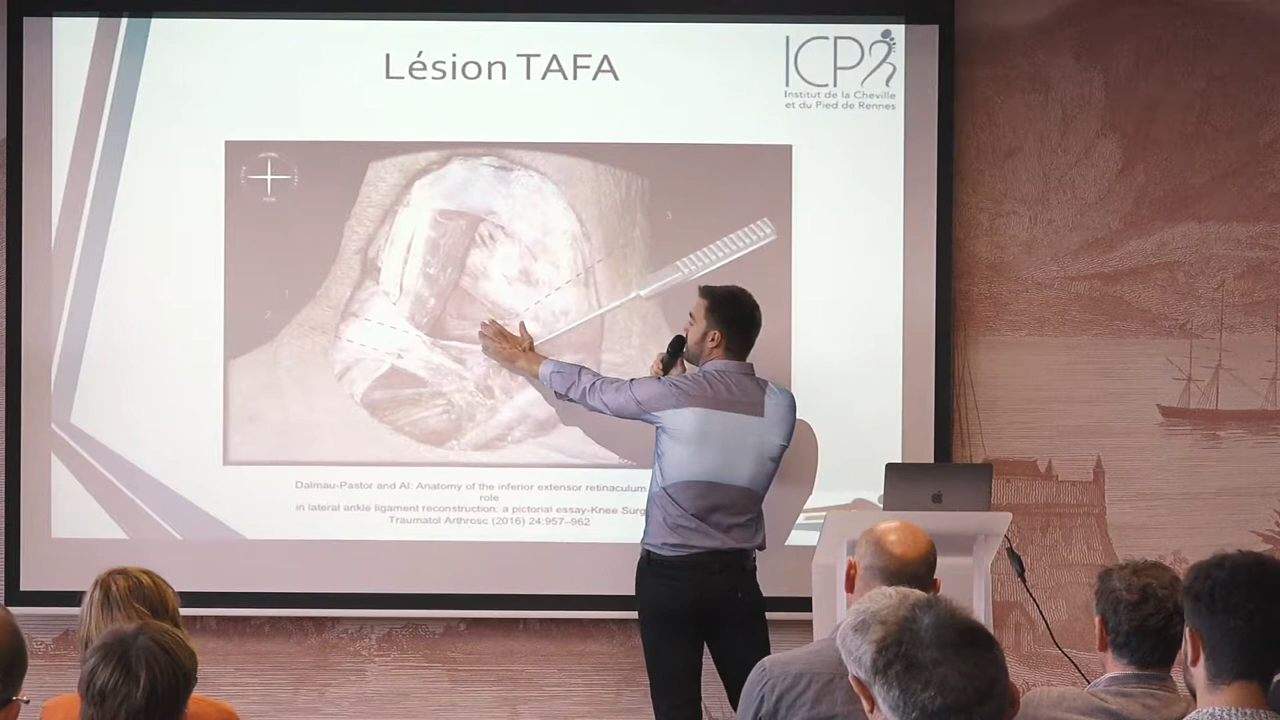 Lésion TAFA
ICP
Institut de la Cheville
et du Pied de Rennes
3
2
Dalmau-Pastor and Al: Anatomy of the inferior extensor retinaculum
role
in lateral ankle ligament reconstruction: a pictorial essay-Knee Surg
Traumatol Arthrosc (2016) 24:957–962